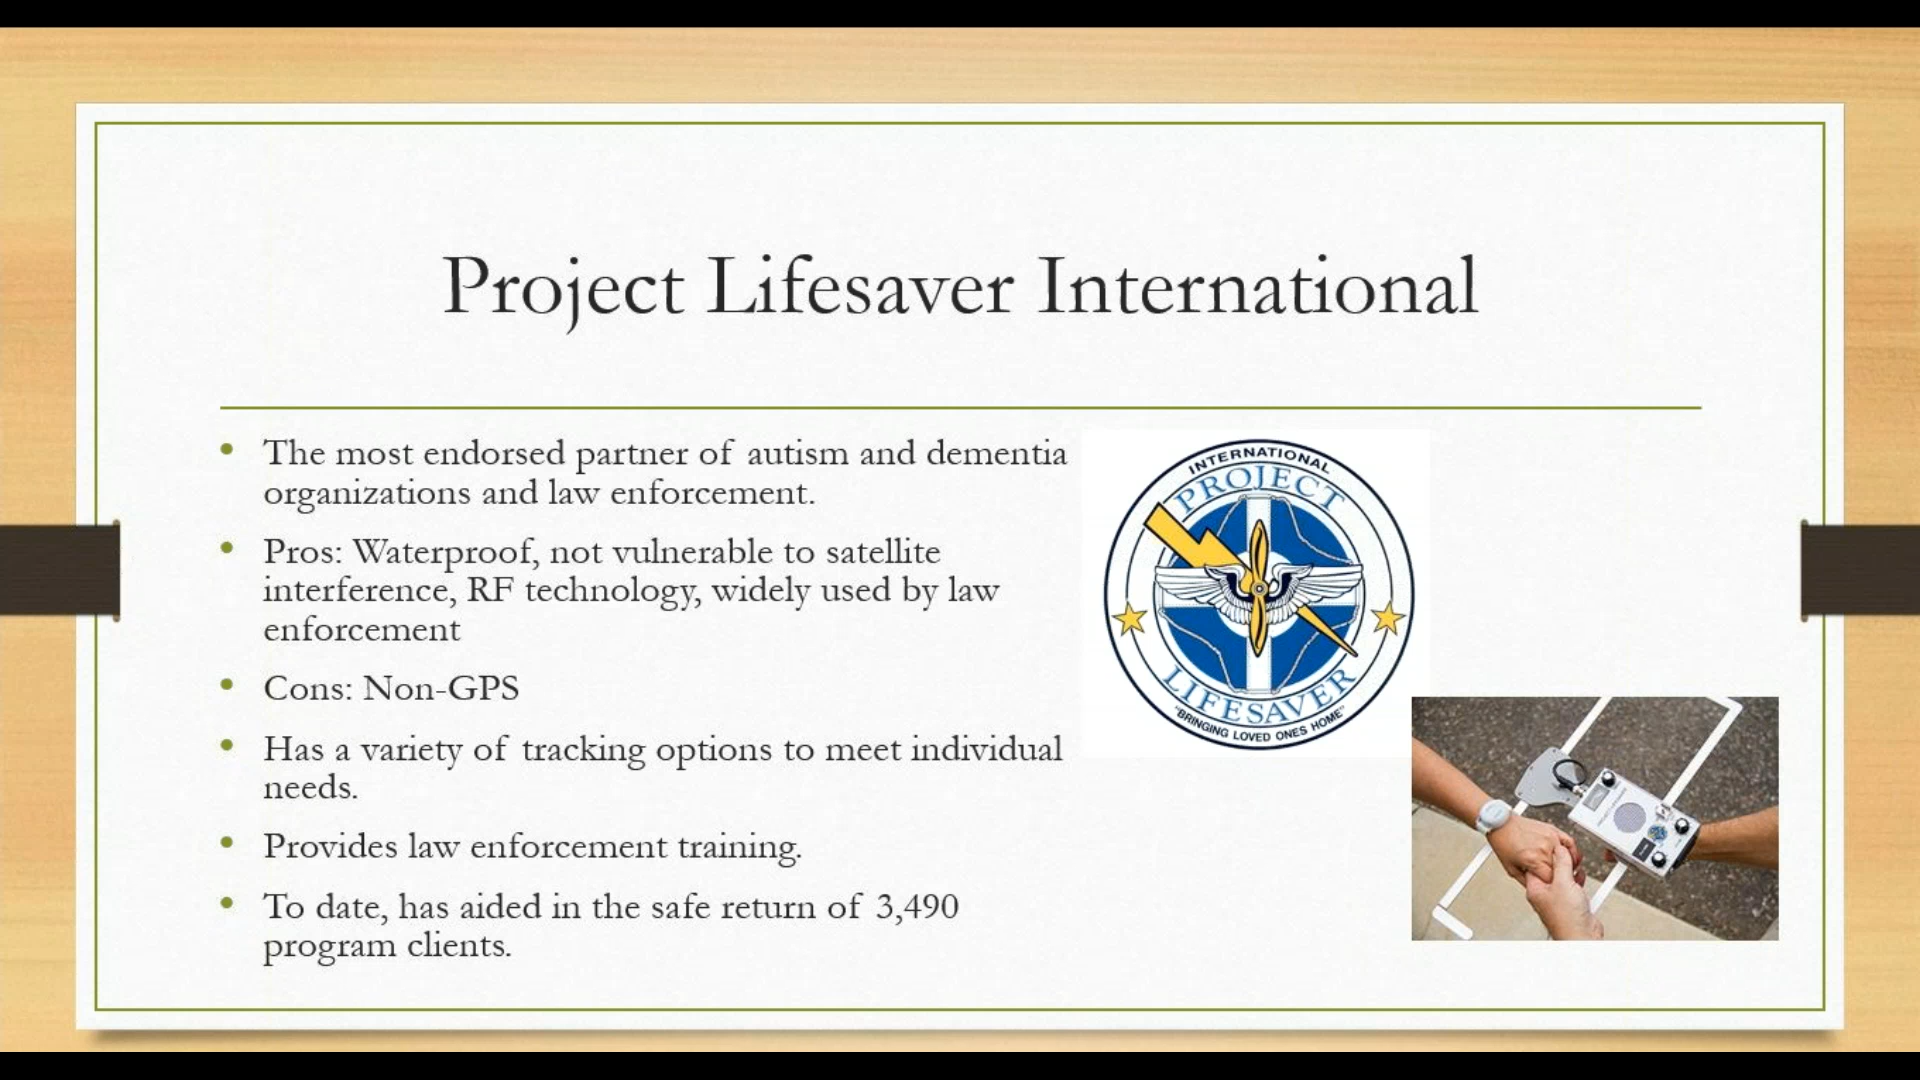 Project Lifesaver International
• The most endorsed partner of autism and dementia
organizations and law enforcement.
• Pros: Waterproof, not vulnerable to satellite
interference, RF technology, widely used by law
enforcement
• Cons: Non-GPS
• Has a variety of tracking options to meet individual
needs.
• Provides law enforcement training.
• To date, has aided in the safe return of 3,490
program clients.
INTERNATIONAL
PROJECT
LIFESAVER
"BRINGING LOVED ONES HOME"